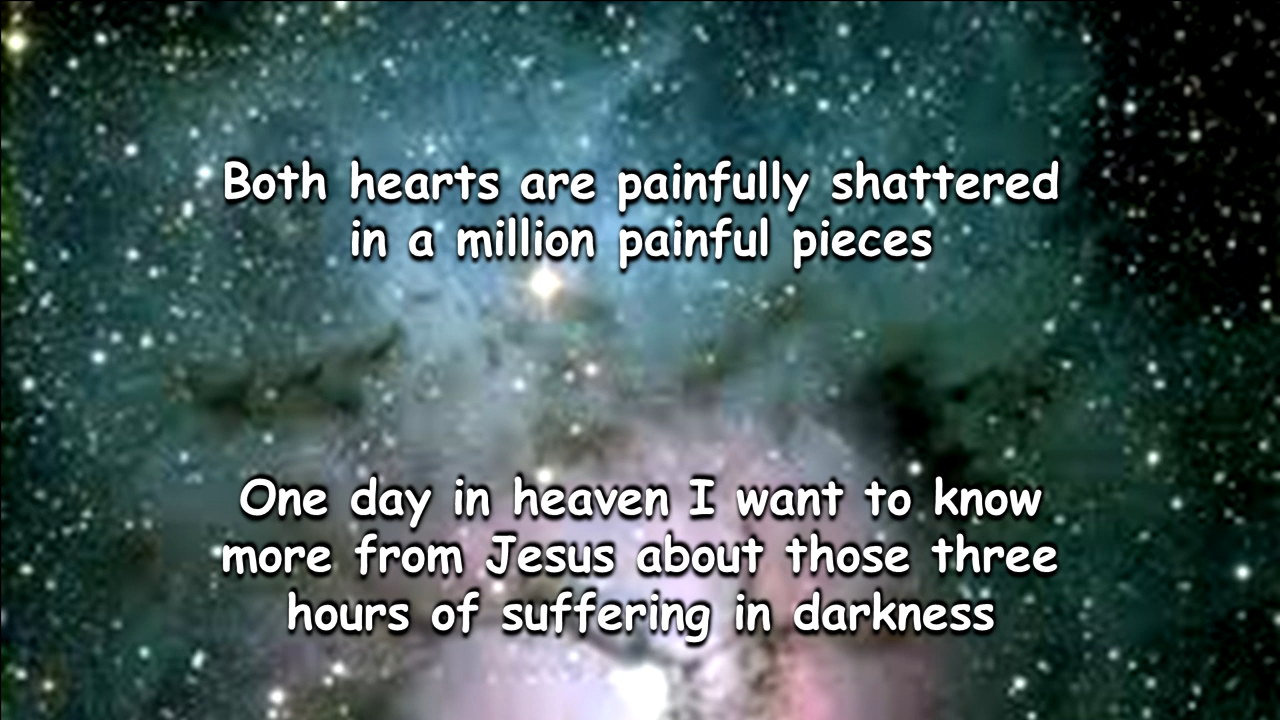 Both hearts are painfully shattered
in a million painful pieces
One day in heaven I want to know
more from Jesus about those three
hours of suffering in darkness